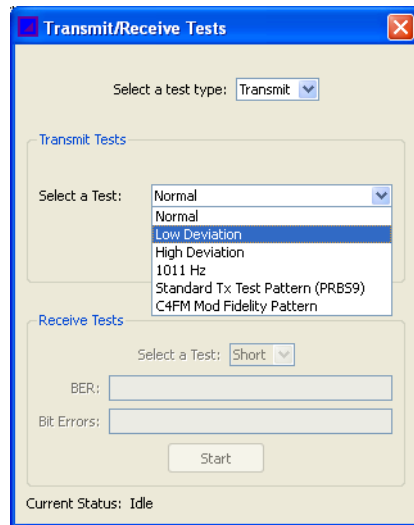 Transmit/Receive Tests
Select a test type: Transmit
Transmit Tests
Select a Test: Normal
Normal
Low Deviation
High Deviation
1011 Hz
Standard Tx Test Pattern (PRBS9)
C4FM Mod Fidelity Pattern
Receive Tests
Select a Test: Short
BER:
Bit Errors:
Start
Current Status: Idle